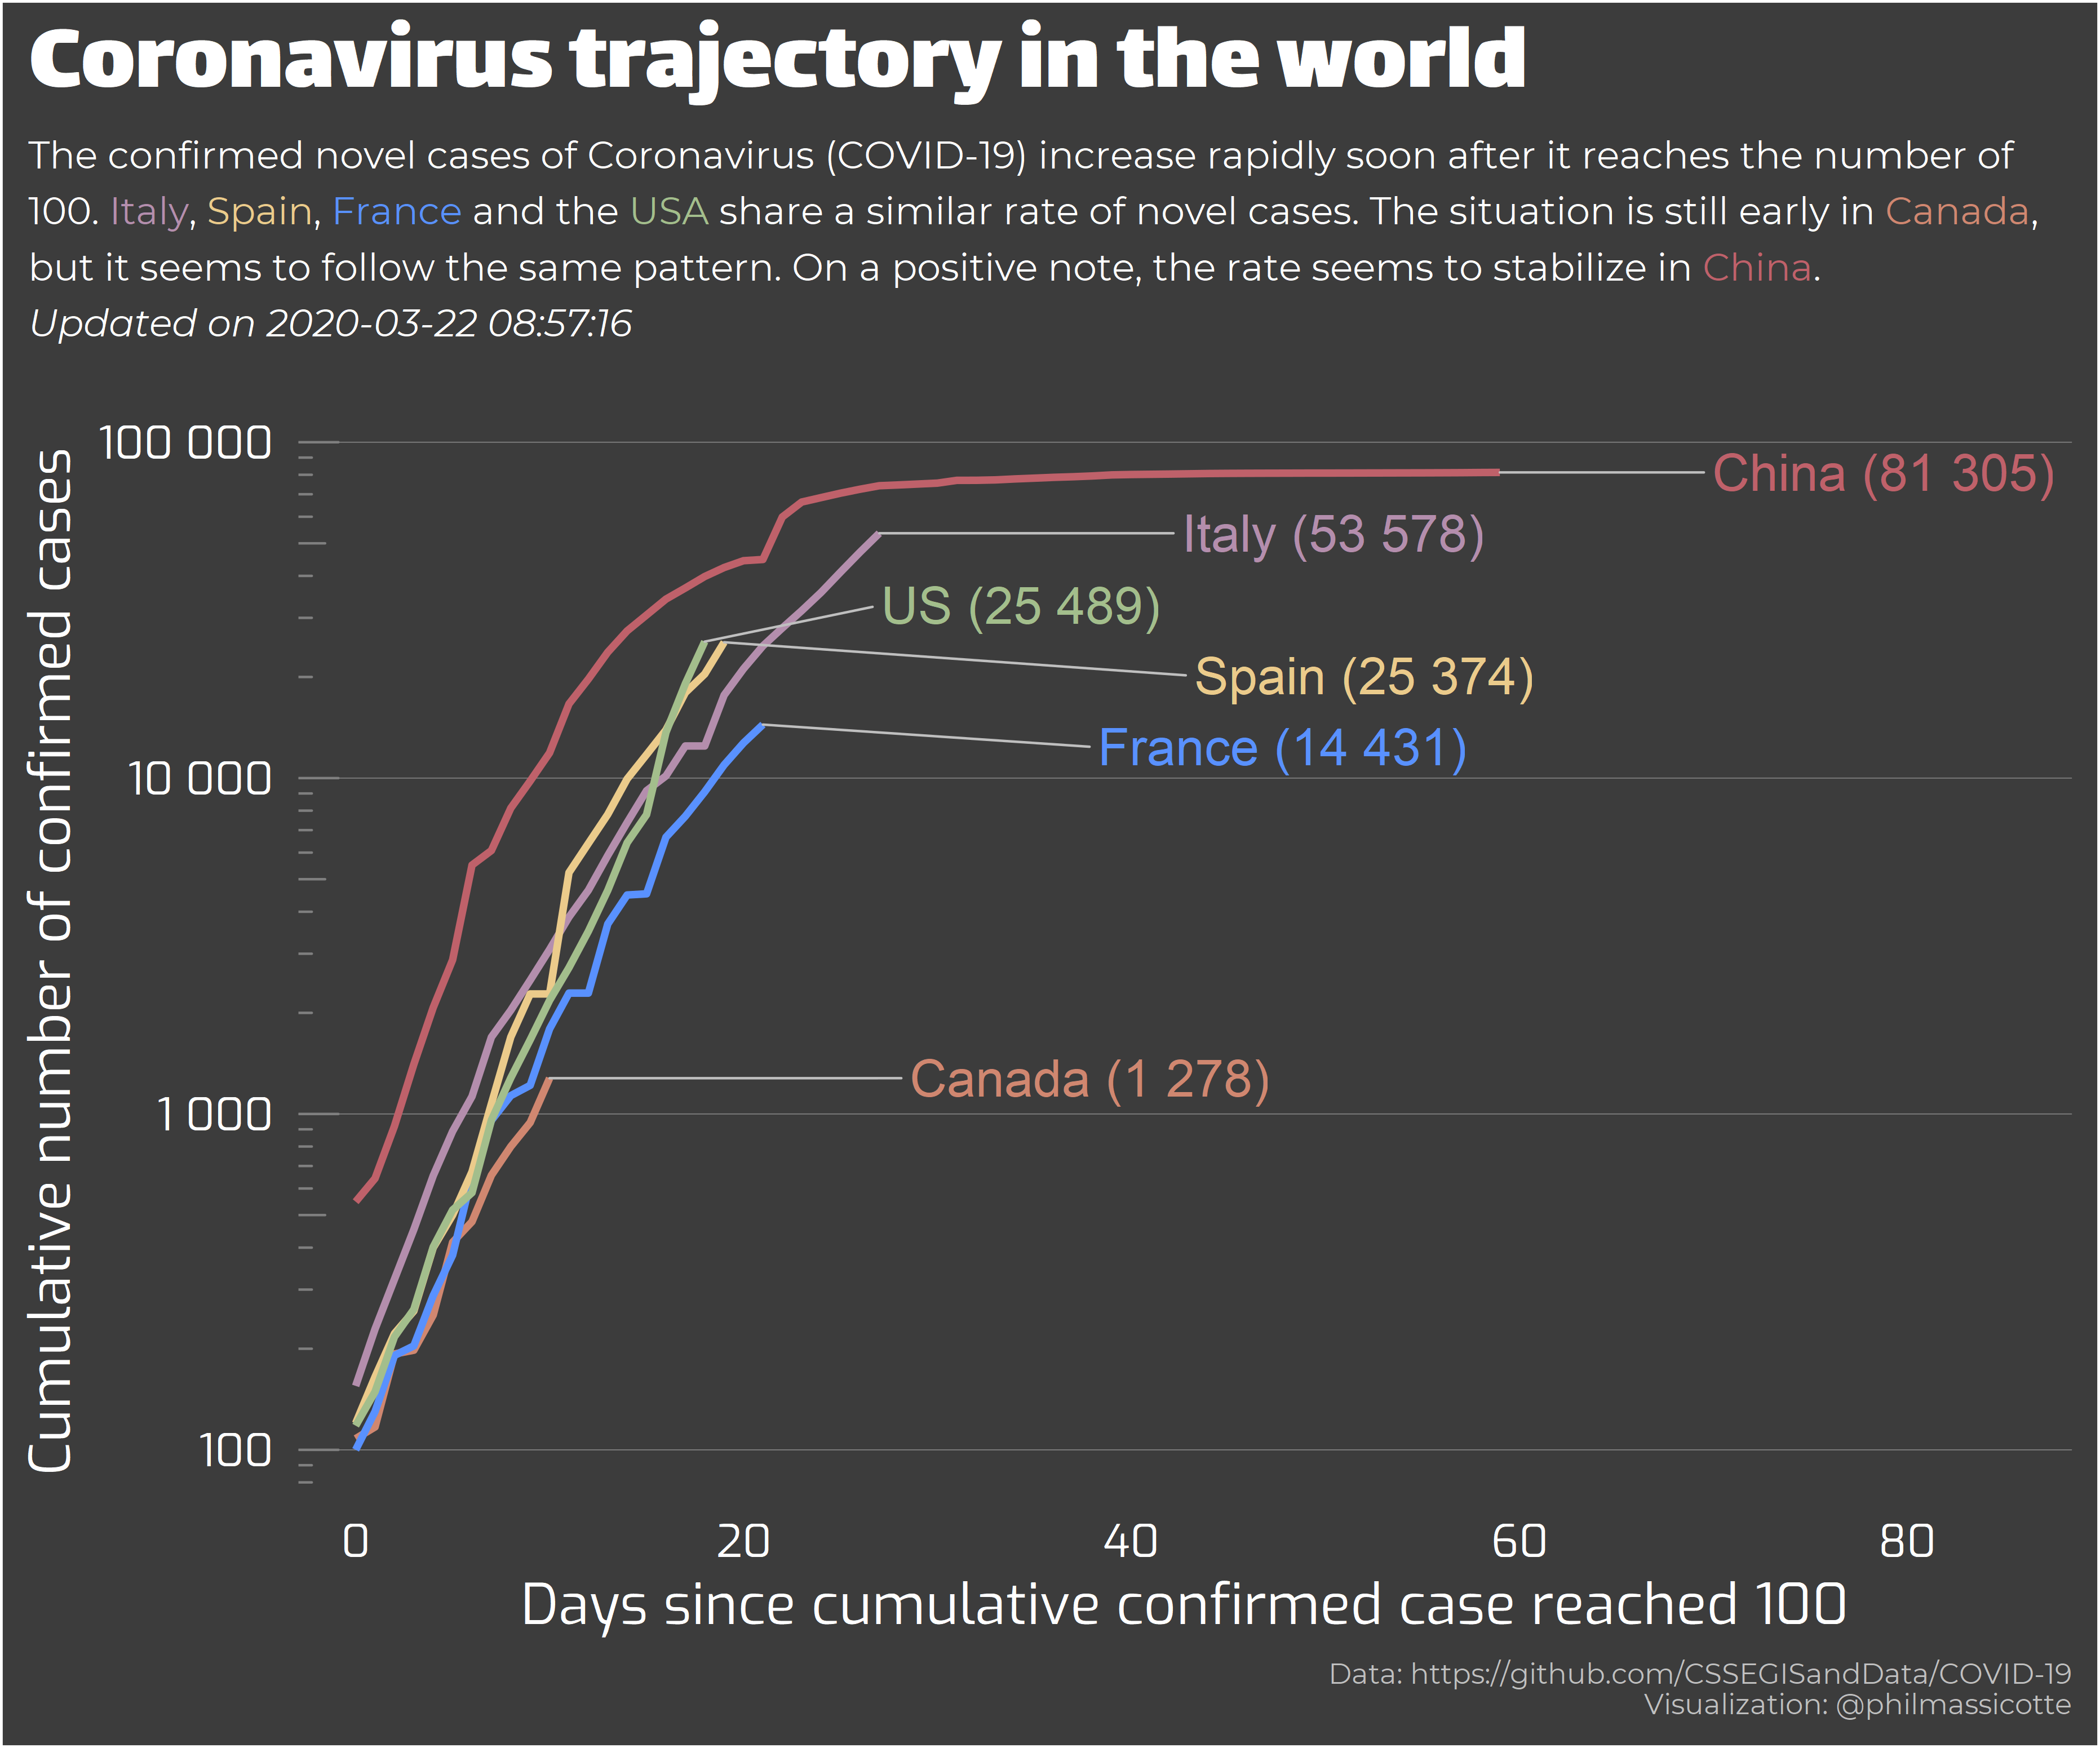 Coronavirus trajectory in the world
The confirmed novel cases of Coronavirus (COVID-19) increase rapidly soon after it reaches the number of
100. Italy, Spain, France and the USA share a similar rate of novel cases. The situation is still early in Canada,
but it seems to follow the same pattern. On a positive note, the rate seems to stabilize in China.
Updated on 2020-03-22 08:57:16
Cumulative number of confirmed cases
100 000
10 000
1 000
100
China (81 305)
Italy (53 578)
US (25 489)
Spain (25 374)
France (14 431)
Canada (1 278)
0 20 40 60 80
Days since cumulative confirmed case reached 100
Data: https://github.com/CSSEGISandData/COVID-19
Visualization: @philmassicotte